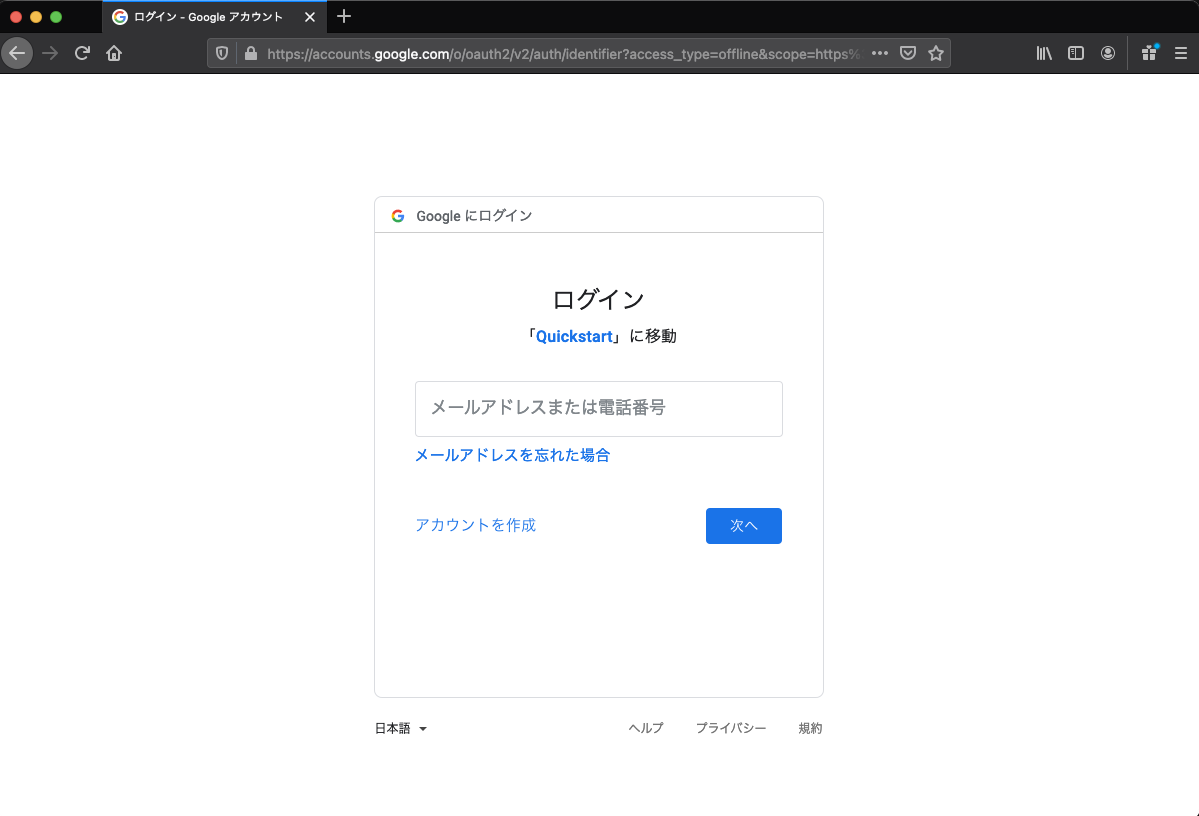 ログイン - Google アカウント
https://accounts.google.com/o/oauth2/v2/auth/identifier?access_type=offline&scope=https%
Google にログイン
ログイン
「Quickstart」に移動
メールアドレスまたは電話番号
メールアドレスを忘れた場合
アカウントを作成
次へ
日本語
ヘルプ
プライバシー
規約